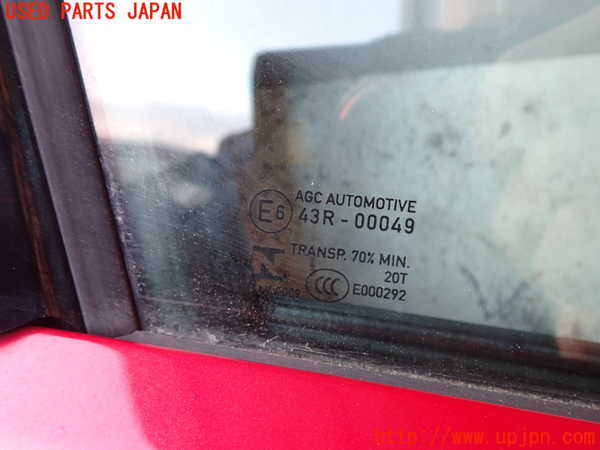 USED PARTS JAPAN
AGC AUTOMOTIVE
E6 43R - 00049
TRANSP. 70% MIN.
20T
CCC E000292
http://www.upjpn.com